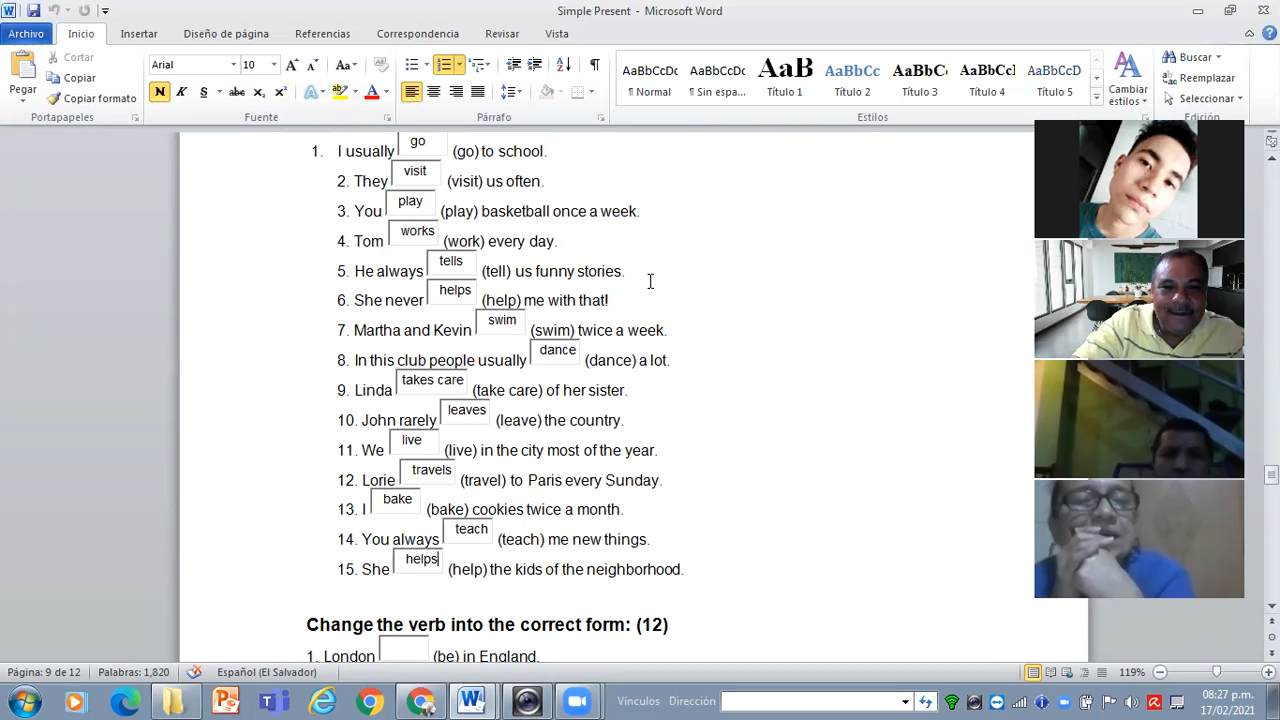 Simple Present - Microsoft Word
Archivo Inicio Insertar Diseño de página Referencias Correspondencia Revisar Vista
Pegar
Cortar
Copiar
Copiar formato
Portapapeles
Arial 10
N K S abc x₂ x²
Fuente
Párrafo
AaBbCcDc AaBbCcDc AaB AaBbCc AaBbC AaBbCc AaBbCcD
¶ Normal ¶ Sin espa... Título 1 Título 2 Título 3 Título 4 Título 5
Cambiar estilos
Estilos
Buscar
Reemplazar
Seleccionar
Edición
1. I usually go (go) to school.
2. They visit (visit) us often.
3. You play (play) basketball once a week.
4. Tom works (work) every day.
5. He always tells (tell) us funny stories.
6. She never helps (help) me with that!
7. Martha and Kevin swim (swim) twice a week.
8. In this club people usually dance (dance) a lot.
9. Linda takes care (take care) of her sister.
10. John rarely leaves (leave) the country.
11. We live (live) in the city most of the year.
12. Lorie travels (travel) to Paris every Sunday.
13. I bake (bake) cookies twice a month.
14. You always teach (teach) me new things.
15. She helps (help) the kids of the neighborhood.
Change the verb into the correct form: (12)
1. London (be) in England.
Página: 9 de 12 Palabras: 1,820 Español (El Salvador) 119%
Vínculos Dirección 08:27 p.m.
17/02/2021